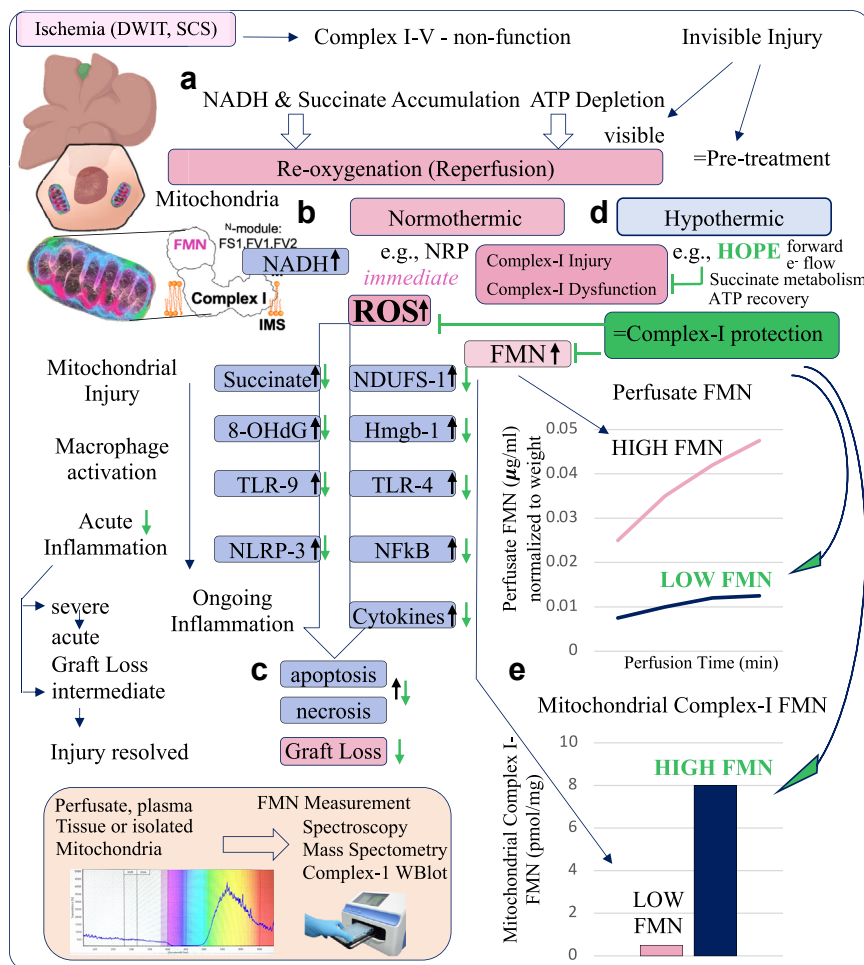 Ischemia (DWIT, SCS)
Complex I-V - non-function
Invisible Injury
a
NADH & Succinate Accumulation
ATP Depletion
visible
=Pre-treatment
Re-oxygenation (Reperfusion)
Mitochondria
b
Normothermic
d
Hypothermic
N-module:
FS1,FV1,FV2
FMN
NADH
Complex I
IMS
e.g., NRP
immediate
ROS
Complex-I Injury
Complex-I Dysfunction
e.g., HOPE forward
e- flow
Succinate metabolism
ATP recovery
=Complex-I protection
FMN
Mitochondrial
Injury
Macrophage
activation
Acute
Inflammation
severe
acute
Graft Loss
intermediate
Injury resolved
Succinate
NDUFS-1
8-OHdG
Hmgb-1
TLR-9
TLR-4
NLRP-3
NFkB
Ongoing
Inflammation
Cytokines
c
apoptosis
necrosis
Graft Loss
Perfusate FMN
Perfusate FMN (µg/ml)
normalized to weight
0.05
0.04
0.03
0.02
0.01
0
HIGH FMN
LOW FMN
Perfusion Time (min)
e
Mitochondrial Complex-I FMN
Mitochondrial Complex I-
FMN (pmol/mg)
10
8
6
4
2
0
HIGH FMN
LOW
FMN
Perfusate, plasma
Tissue or isolated
Mitochondria
FMN Measurement
Spectroscopy
Mass Spectometry
Complex-1 WBlot